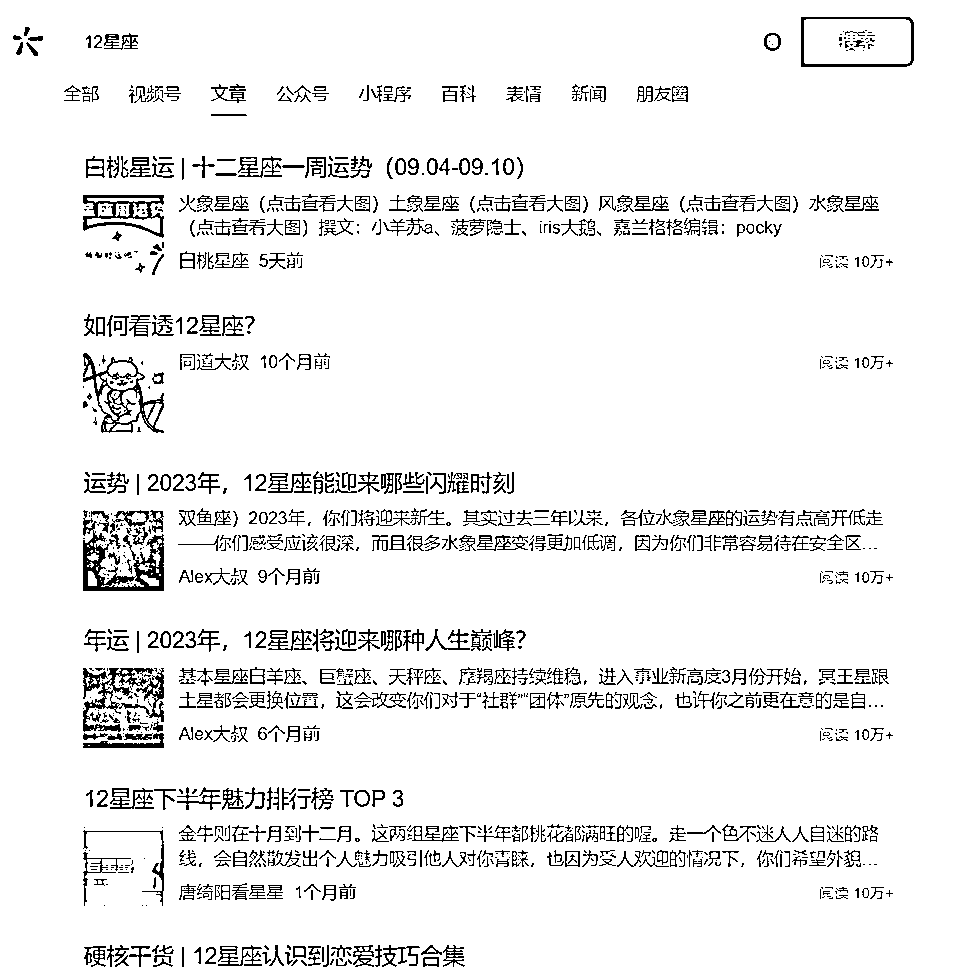 12星座
搜索
全部 视频号 文章 公众号 小程序 百科 表情 新闻 朋友圈
白桃星运 | 十二星座一周运势（09.04-09.10）
星座周运势
火象星座（点击查看大图）土象星座（点击查看大图）风象星座（点击查看大图）水象星座
（点击查看大图）撰文：小羊苏a、菠萝隐士、iris大鹅、嘉兰格格编辑：pocky
白桃星座 5天前
阅读 10万+
如何看透12星座？
同道大叔 10个月前
阅读 10万+
运势 | 2023年，12星座能迎来哪些闪耀时刻
双鱼座）2023年，你们将迎来新生。其实过去三年以来，各位水象星座的运势有点高开低走
——你们感受应该很深，而且很多水象星座变得更加低调，因为你们非常容易待在安全区...
Alex大叔 9个月前
阅读 10万+
年运 | 2023年，12星座将迎来哪种人生巅峰？
基本星座白羊座、巨蟹座、天秤座、摩羯座持续维稳，进入事业新高度3月份开始，冥王星跟
土星都会更换位置，这会改变你们对于“社群”“团体”原先的观念，也许你之前更在意的是自...
Alex大叔 6个月前
阅读 10万+
12星座下半年魅力排行榜 TOP 3
金牛则在十月到十二月。这两组星座下半年都桃花都满旺的喔。走一个色不迷人人自迷的路
线，会自然散发出个人魅力吸引他人对你青睐，也因为受人欢迎的情况下，你们希望外貌...
唐绮阳看星星 1个月前
阅读 10万+
硬核干货 | 12星座认识到恋爱技巧合集